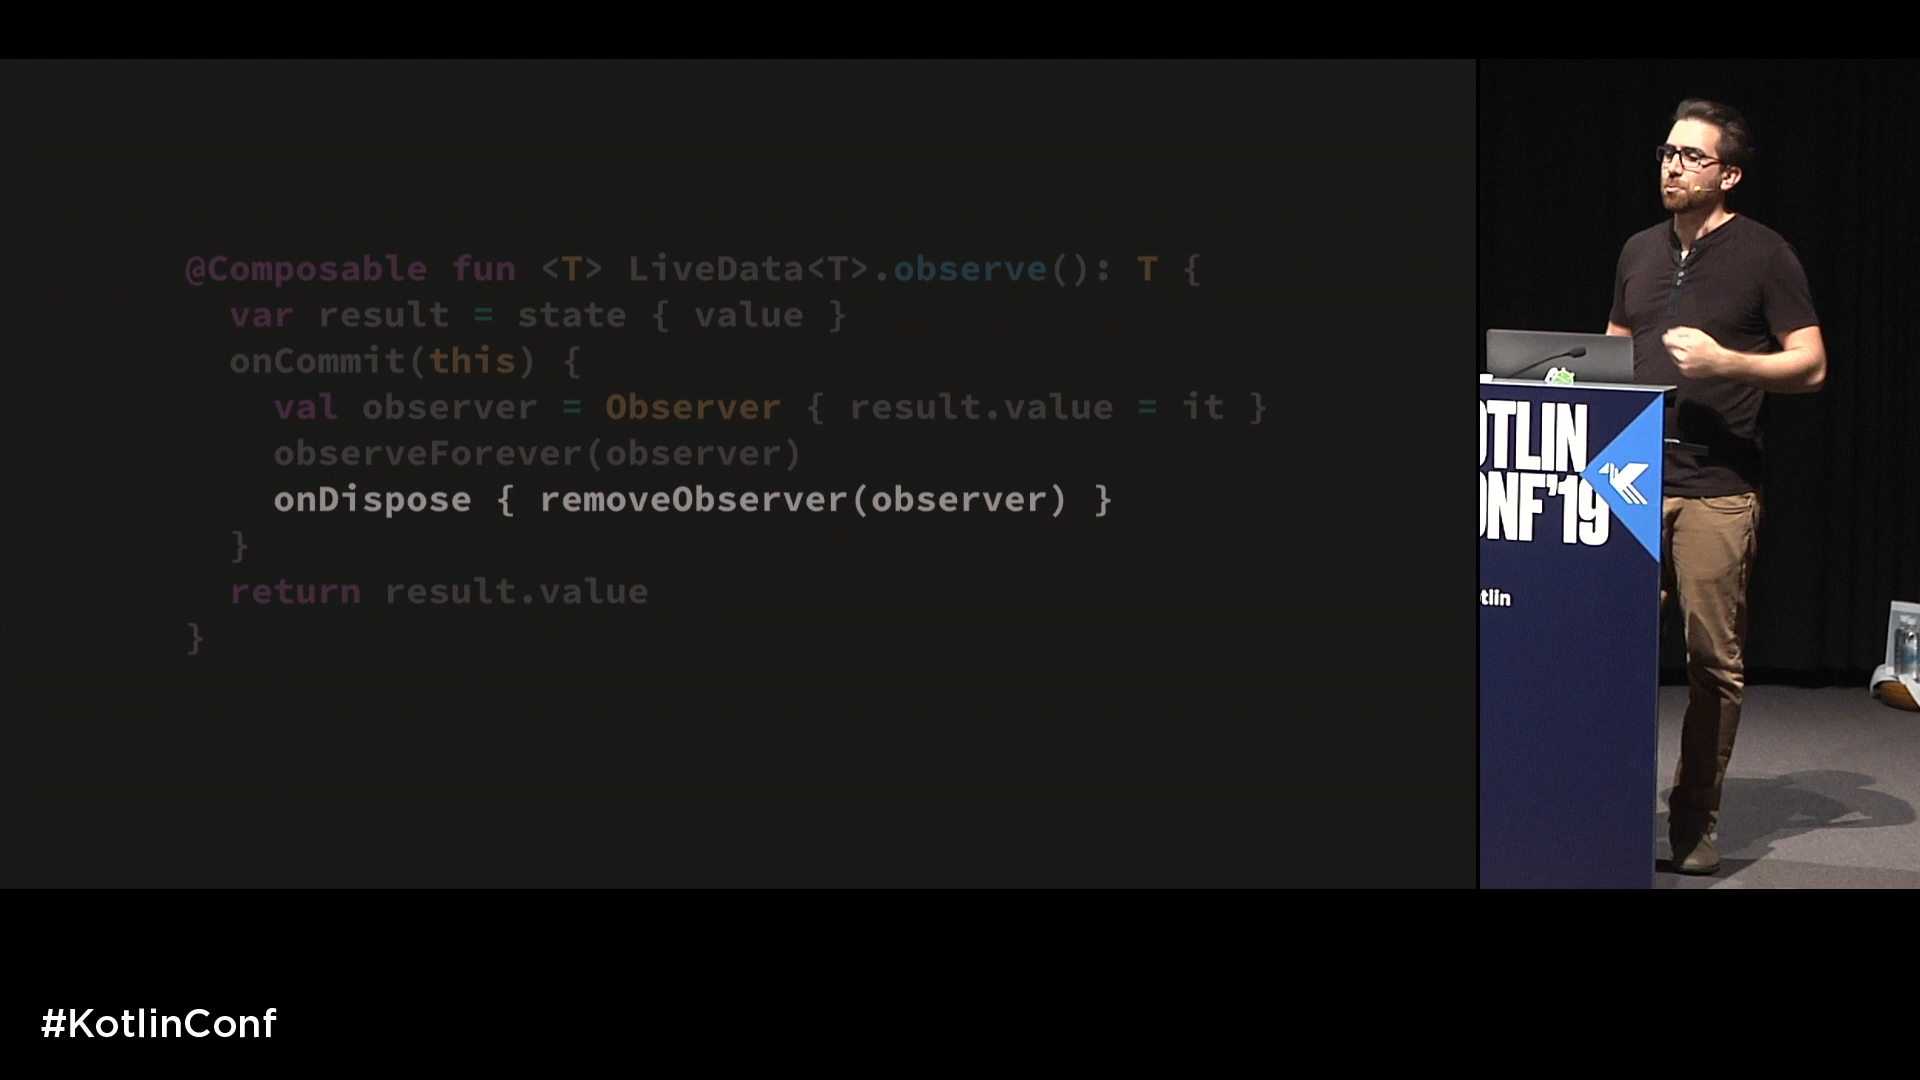 @Composable fun <T> LiveData<T>.observe(): T {
var result = state { value }
onCommit(this) {
val observer = Observer { result.value = it }
observeForever(observer)
onDispose { removeObserver(observer) }
}
return result.value
}
OTLIN
ONF'19
tlin
#KotlinConf